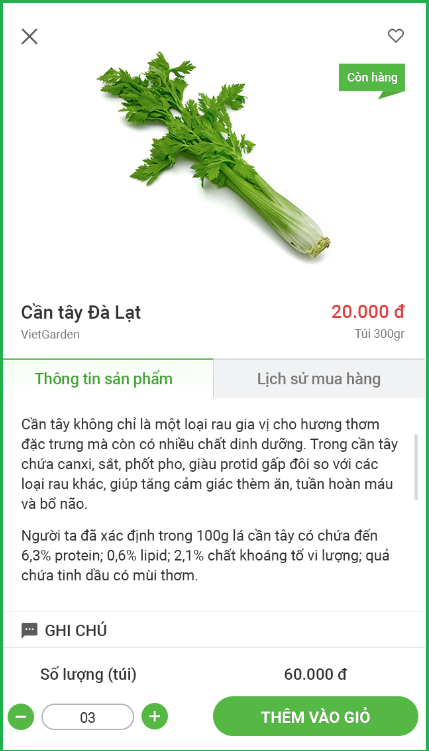 Còn hàng
Cần tây Đà Lạt
20.000 đ
VietGarden
Túi 300gr
Thông tin sản phẩm
Lịch sử mua hàng
Cần tây không chỉ là một loại rau gia vị cho hương thơm
đặc trưng mà còn có nhiều chất dinh dưỡng. Trong cần tây
chứa canxi, sắt, phốt pho, giàu protid gấp đôi so với các
loại rau khác, giúp tăng cảm giác thèm ăn, tuần hoàn máu
và bổ não.
Người ta đã xác định trong 100g lá cần tây có chứa đến
6,3% protein; 0,6% lipid; 2,1% chất khoáng tố vi lượng; quả
chứa tinh dầu có mùi thơm.
GHI CHÚ
Số lượng (túi)
60.000 đ
03
THÊM VÀO GIỎ